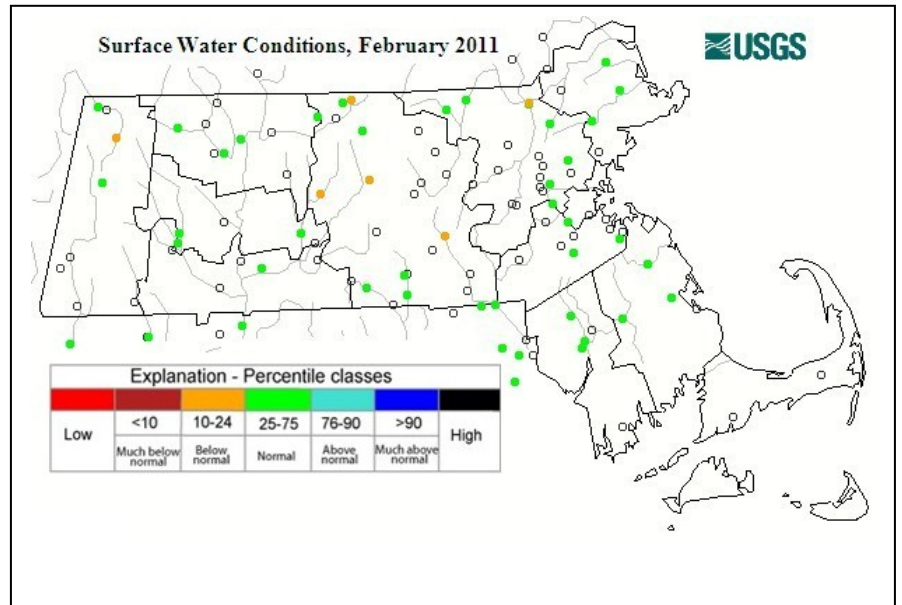 Surface Water Conditions, February 2011
USGS
Explanation - Percentile classes
Low
<10
10-24
25-75
76-90
>90
High
Much below
normal
Below
normal
Normal
Above
normal
Much above
normal